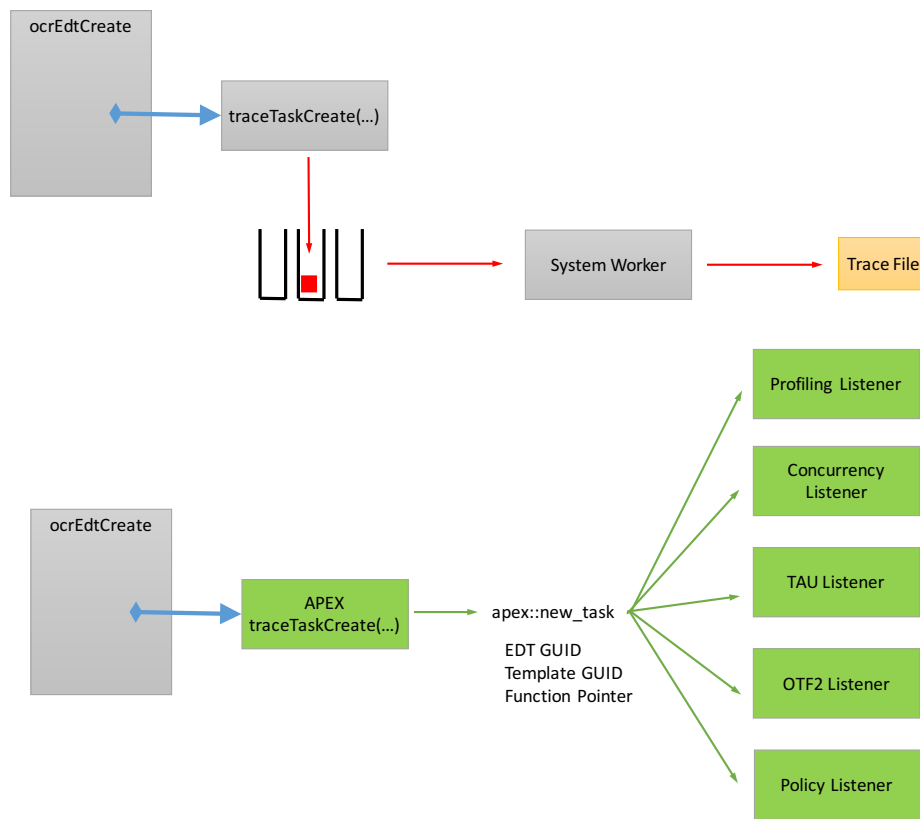 ocrEdtCreate
traceTaskCreate(...)
System Worker
Trace File
Profiling Listener
Concurrency
Listener
ocrEdtCreate
TAU Listener
APEX
traceTaskCreate(...)
apex::new_task
EDT GUID
Template GUID
Function Pointer
OTF2 Listener
Policy Listener